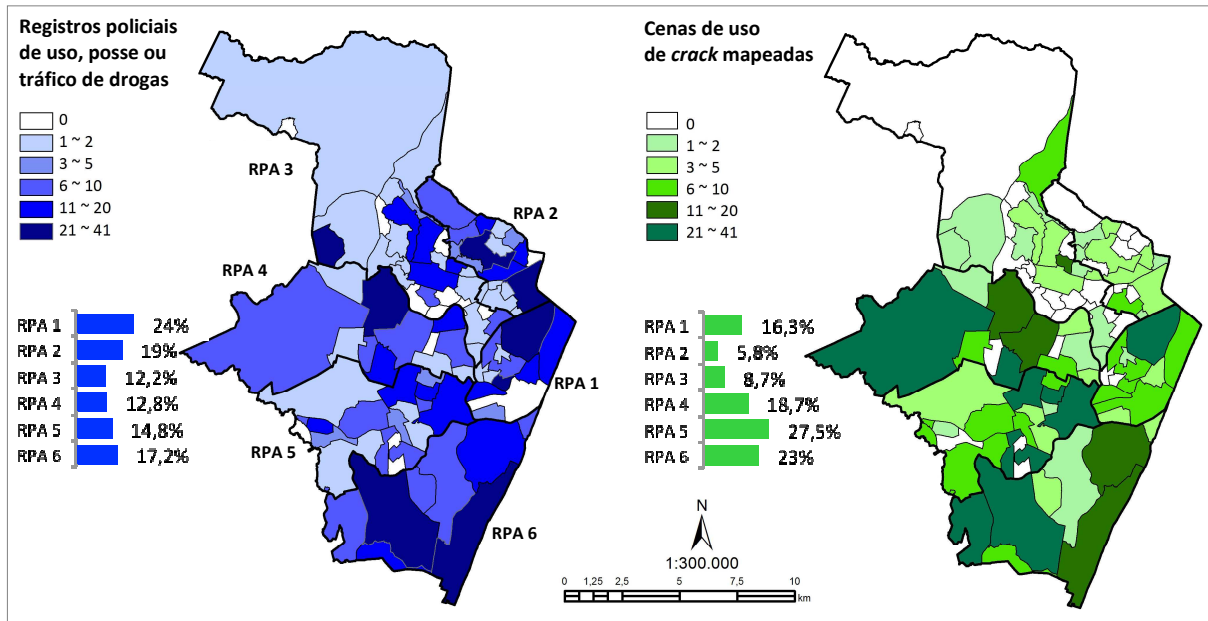 Registros policiais
de uso, posse ou
tráfico de drogas
0
1 ~ 2
3 ~ 5
6 ~ 10
11 ~ 20
21 ~ 41
RPA 3
RPA 2
RPA 4
RPA 1
RPA 5
RPA 6
RPA 1 24%
RPA 2 19%
RPA 3 12,2%
RPA 4 12,8%
RPA 5 14,8%
RPA 6 17,2%
Cenas de uso
de crack mapeadas
0
1 ~ 2
3 ~ 5
6 ~ 10
11 ~ 20
21 ~ 41
RPA 1 16,3%
RPA 2 5,8%
RPA 3 8,7%
RPA 4 18,7%
RPA 5 27,5%
RPA 6 23%
N
1:300.000
0 1,25 2,5 5 7,5 10
km